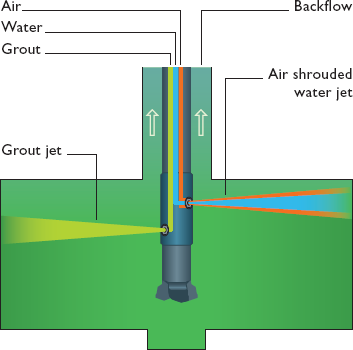 Air
Water
Grout
Backflow
Air shrouded
water jet
Grout jet